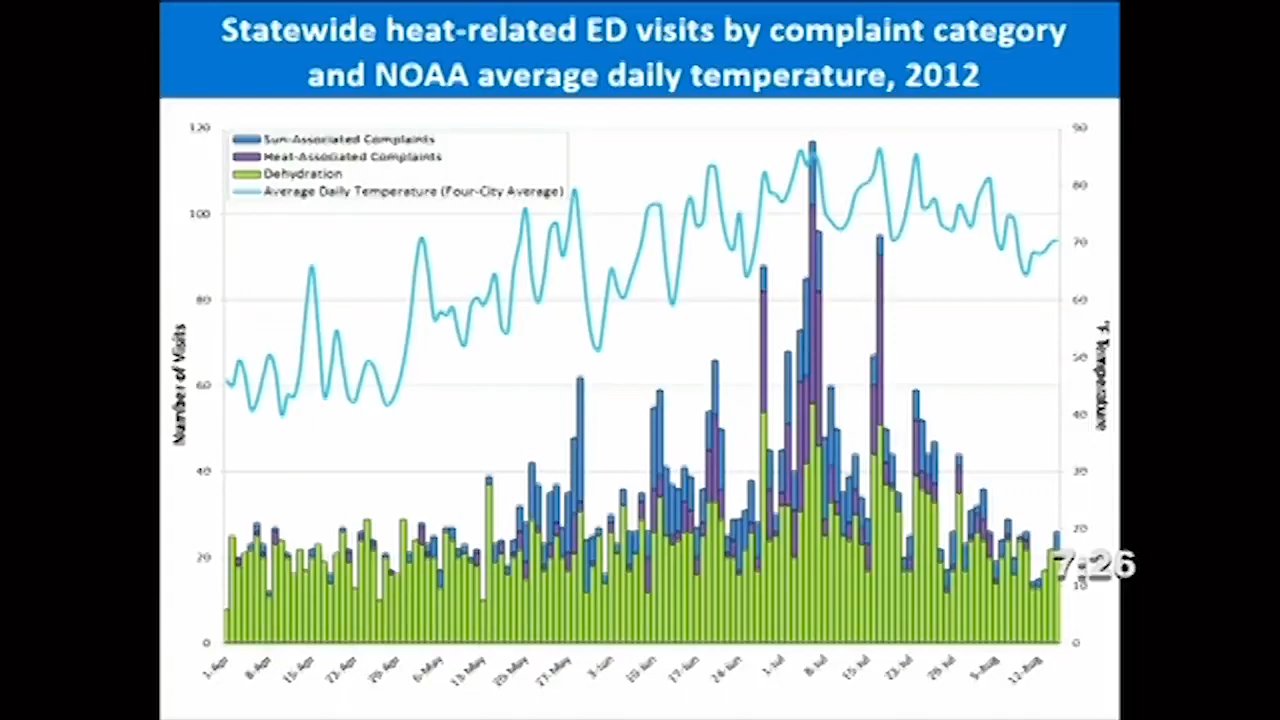 Statewide heat-related ED visits by complaint category
and NOAA average daily temperature, 2012
120
100
80
60
40
20
0
Number of Visits
Sun-Associated Complaints
Heat-Associated Complaints
Dehydration
Average Daily Temperature (Four-City Average)
90
80
70
60
50
40
30
20
10
0
°F Temperature
7:26
1-Apr
8-Apr
15-Apr
22-Apr
29-Apr
6-May
13-May
20-May
27-May
3-Jun
10-Jun
17-Jun
24-Jun
1-Jul
8-Jul
15-Jul
22-Jul
29-Jul
5-Aug
12-Aug